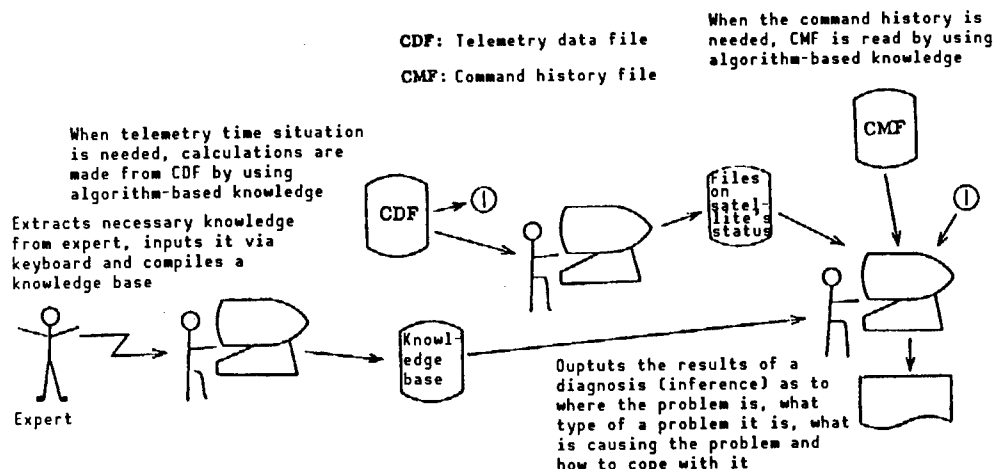 CDF: Telemetry data file
CMF: Command history file
When the command history is
needed, CMF is read by using
algorithm-based knowledge
When telemetry time situation
is needed, calculations are
made from CDF by using
algorithm-based knowledge
Extracts necessary knowledge
from expert, inputs it via
keyboard and compiles a
knowledge base
CDF
1
Files
on
satel-
lite's
status
CMF
1
Expert
Knowl-
edge
base
Ouptuts the results of a
diagnosis (inference) as to
where the problem is, what
type of a problem it is, what
is causing the problem and
how to cope with it